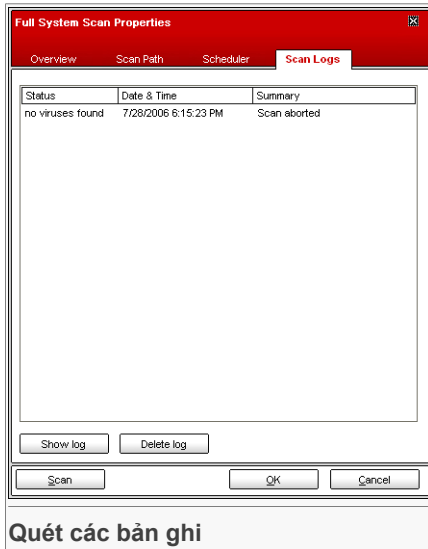 Full System Scan Properties
Overview Scan Path Scheduler Scan Logs
Status Date & Time Summary
no viruses found 7/28/2006 6:15:23 PM Scan aborted
Show log Delete log
Scan OK Cancel
Quét các bản ghi